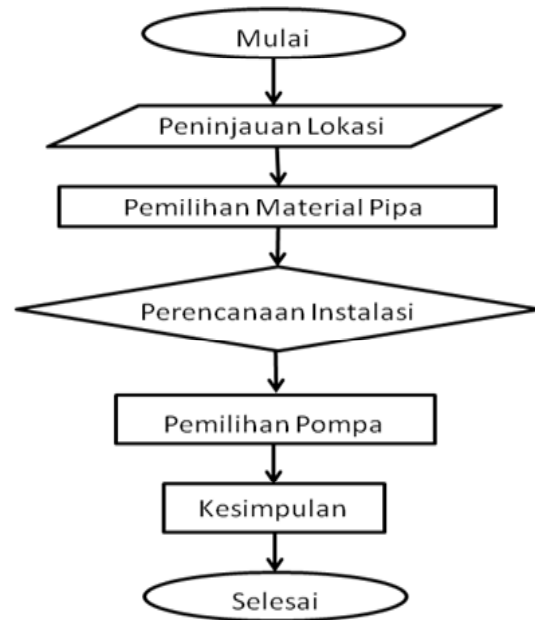 Mulai
Peninjauan Lokasi
Pemilihan Material Pipa
Perencanaan Instalasi
Pemilihan Pompa
Kesimpulan
Selesai